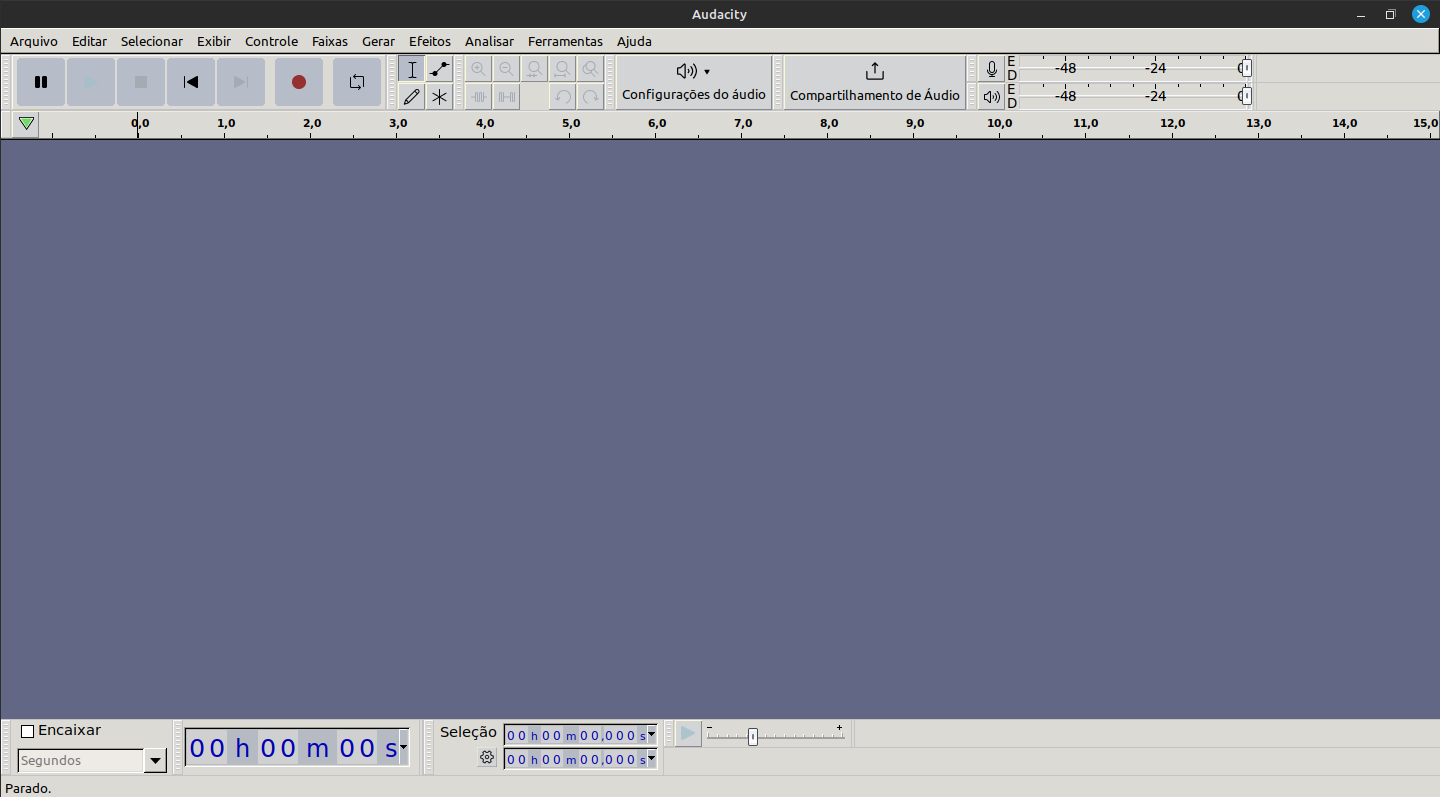 Audacity
Arquivo Editar Selecionar Exibir Controle Faixas Gerar Efeitos Analisar Ferramentas Ajuda
Configurações do áudio
Compartilhamento de Áudio
E
D
-48 -24 0
E
D
-48 -24 0
0,0 1,0 2,0 3,0 4,0 5,0 6,0 7,0 8,0 9,0 10,0 11,0 12,0 13,0 14,0 15,0
Encaixar
Segundos
00 h 00 m 00 s
Seleção
00 h 00 m 00,000 s
00 h 00 m 00,000 s
- +
Parado.